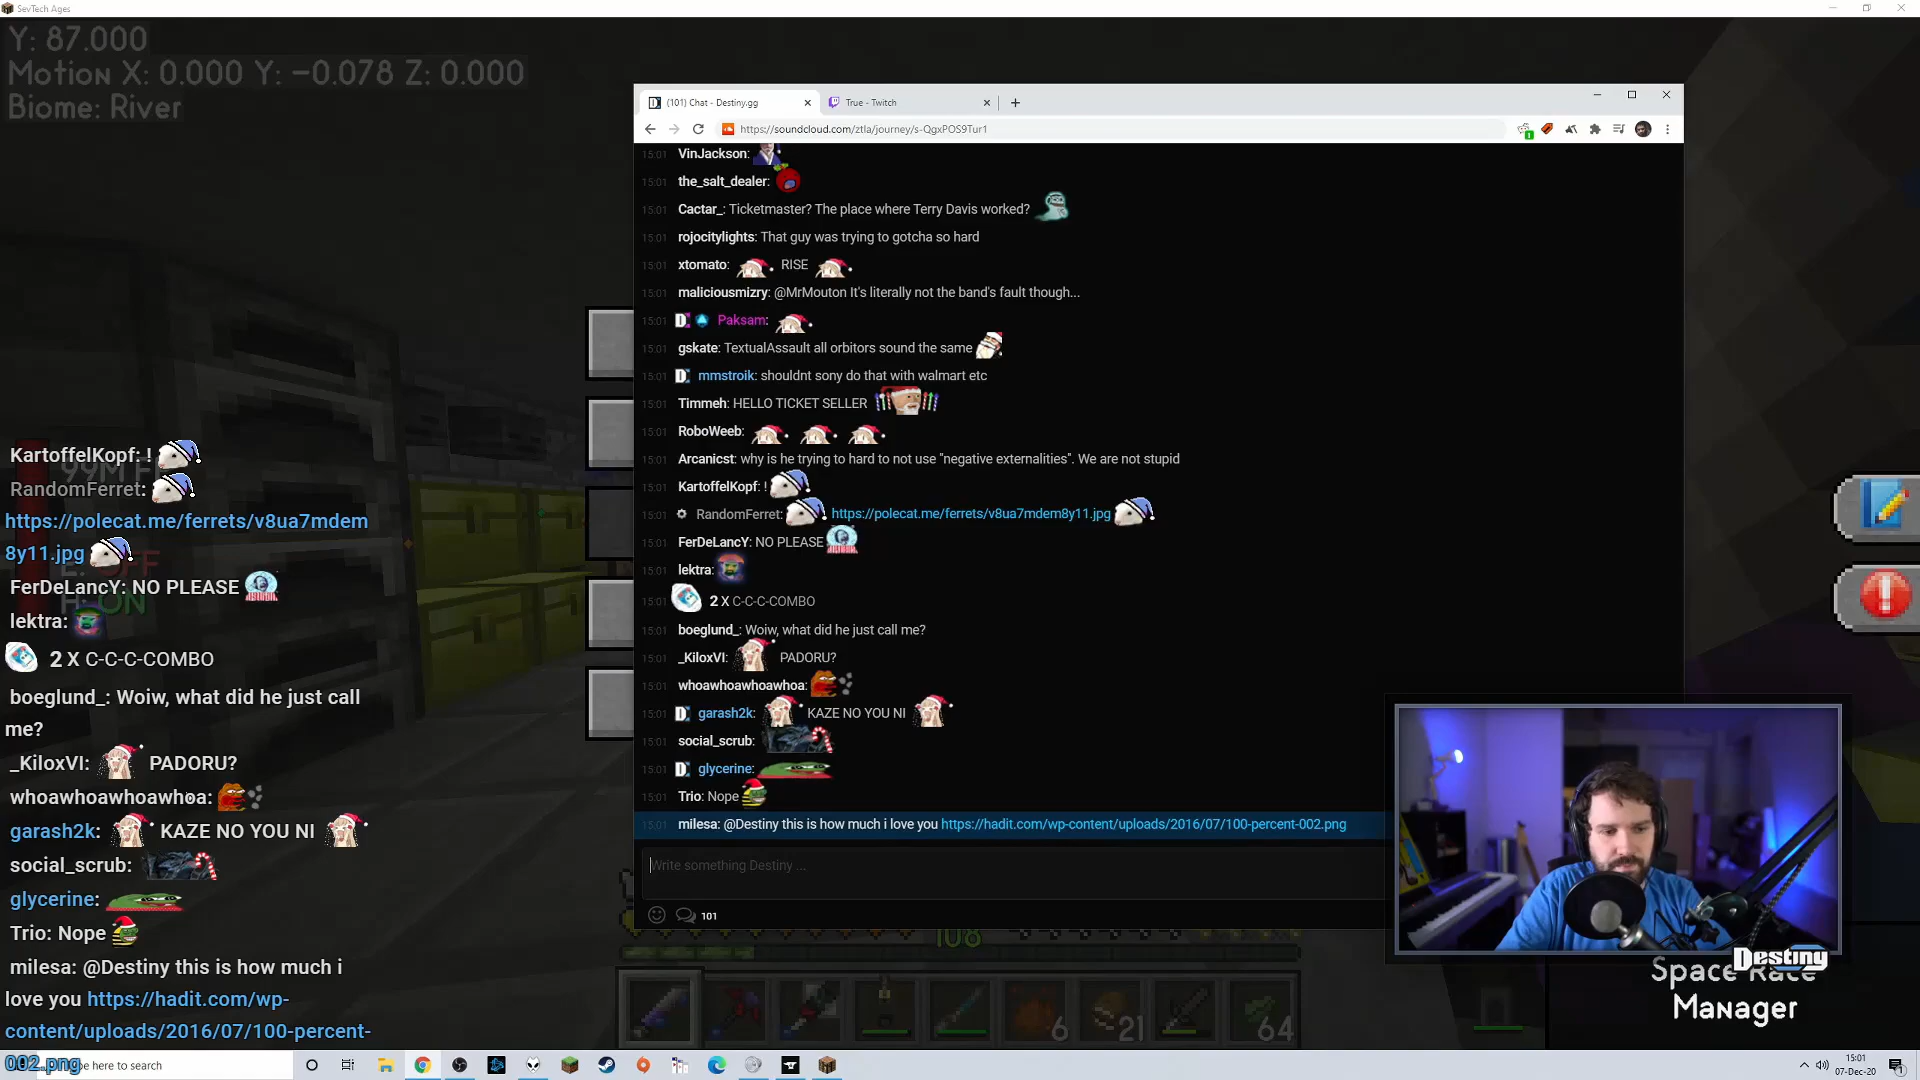 SevTech Ages
Y: 87.000
Motion X: 0.000 Y: -0.078 Z: 0.000
Biome: River
(101) Chat - Destiny.gg
True - Twitch
https://soundcloud.com/ztla/journey/s-QgxPOS9Tur1
15:01 VinJackson:
15:01 the_salt_dealer:
15:01 Cactar_: Ticketmaster? The place where Terry Davis worked?
15:01 rojocitylights: That guy was trying to gotcha so hard
15:01 xtomato: RISE
15:01 maliciousmizry: @MrMouton It's literally not the band's fault though...
15:01 Paksam:
15:01 gskate: TextualAssault all orbitors sound the same
15:01 mmstroik: shouldnt sony do that with walmart etc
15:01 Timmeh: HELLO TICKET SELLER
15:01 RoboWeeb:
15:01 Arcanicst: why is he trying to hard to not use "negative externalities". We are not stupid
15:01 KartoffelKopf: !
15:01 RandomFerret: https://polecat.me/ferrets/v8ua7mdem8y11.jpg
15:01 FerDeLancY: NO PLEASE
15:01 lektra:
15:01 2 X C-C-C-COMBO
15:01 boeglund_: Woiw, what did he just call me?
15:01 _KiloxVI: PADORU?
15:01 whoawhoawhoawhoa:
15:01 garash2k: KAZE NO YOU NI
15:01 social_scrub:
15:01 glycerine:
15:01 Trio: Nope
15:01 milesa: @Destiny this is how much i love you https://hadit.com/wp-content/uploads/2016/07/100-percent-002.png
Write something Destiny ...
101
KartoffelKopf: !
RandomFerret:
https://polecat.me/ferrets/v8ua7mdem
8y11.jpg
E: OFF
FerDeLancY: NO PLEASE
H: ON
lektra:
2 X C-C-C-COMBO
boeglund_: Woiw, what did he just call
me?
_KiloxVI: PADORU?
whoawhoawhoawhoa:
garash2k: KAZE NO YOU NI
social_scrub:
glycerine:
Trio: Nope
milesa: @Destiny this is how much i
love you https://hadit.com/wp-
content/uploads/2016/07/100-percent-
002.png
108
6
21
64
Destiny
Space Race
Manager
here to search
15:01
07-Dec-20